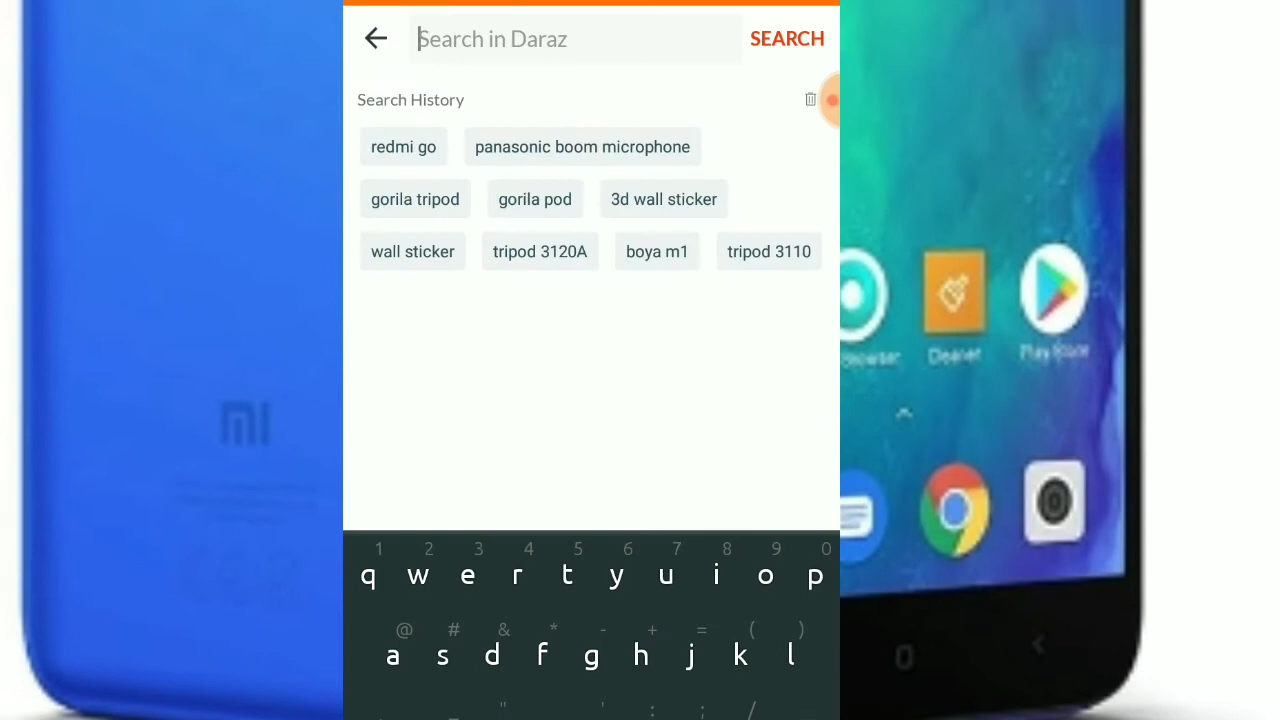 Search in Daraz SEARCH
Search History
redmi go panasonic boom microphone
gorila tripod gorila pod 3d wall sticker
wall sticker tripod 3120A boya m1 tripod 3110
Browser Cleaner Play Store
mi
1 2 3 4 5 6 7 8 9 0
q w e r t y u i o p
@ # & * - + = ( )
a s d f g h j k l
_ " ' : ; /